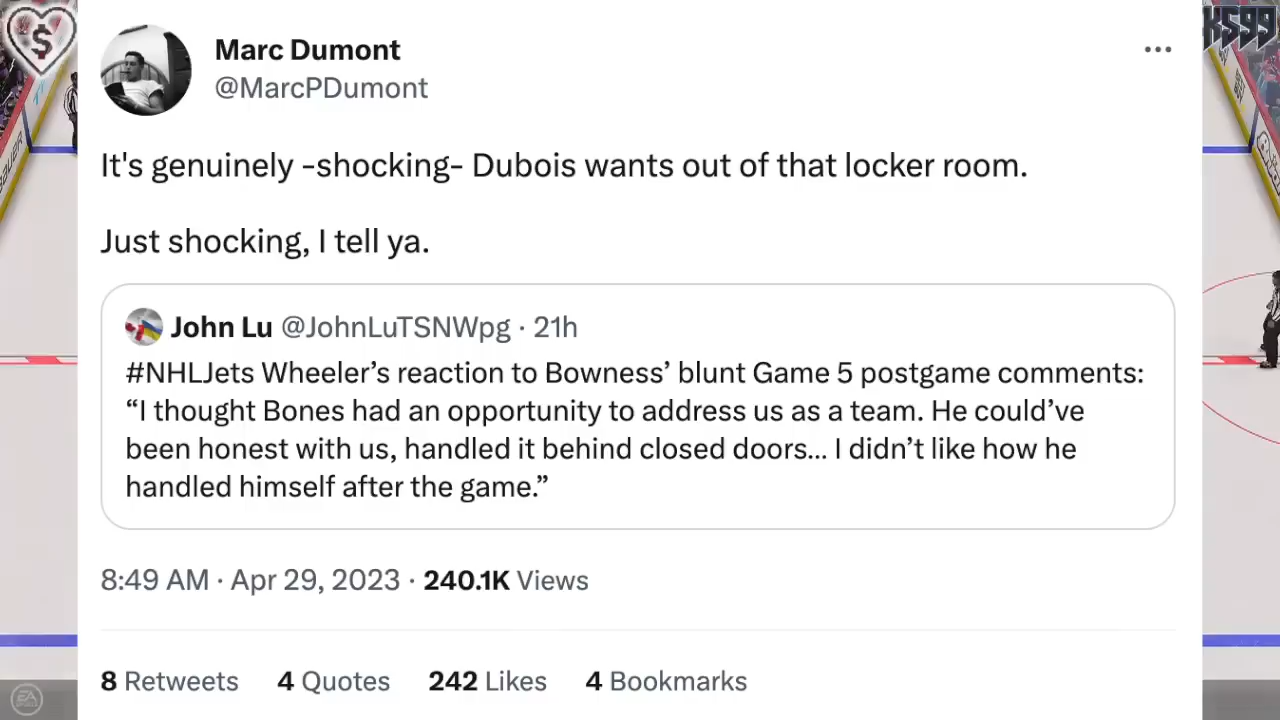 $
KS99
Marc Dumont
@MarcPDumont
It's genuinely -shocking- Dubois wants out of that locker room.
Just shocking, I tell ya.
John Lu @JohnLuTSNWpg · 21h
#NHLJets Wheeler’s reaction to Bowness’ blunt Game 5 postgame comments:
“I thought Bones had an opportunity to address us as a team. He could’ve
been honest with us, handled it behind closed doors... I didn’t like how he
handled himself after the game.”
8:49 AM · Apr 29, 2023 · 240.1K Views
8 Retweets 4 Quotes 242 Likes 4 Bookmarks
EA